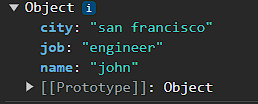 Object i
city: "san francisco"
job: "engineer"
name: "john"
[[Prototype]]: Object